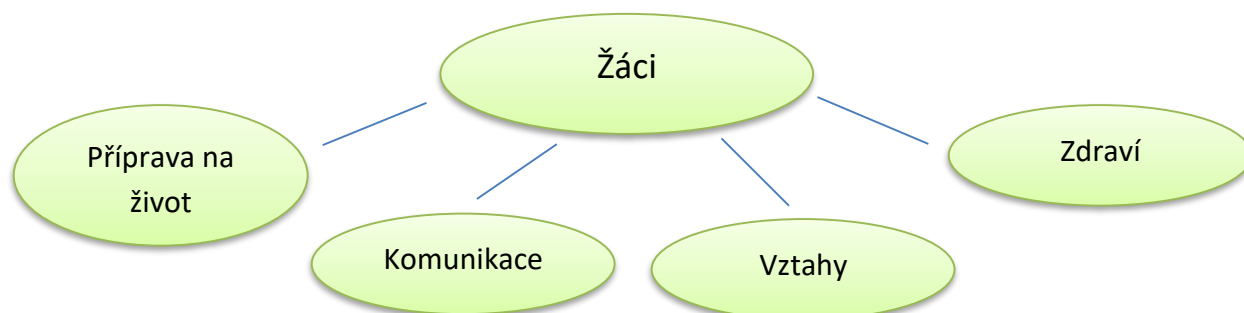 Žáci
Příprava na
život
Komunikace
Vztahy
Zdraví